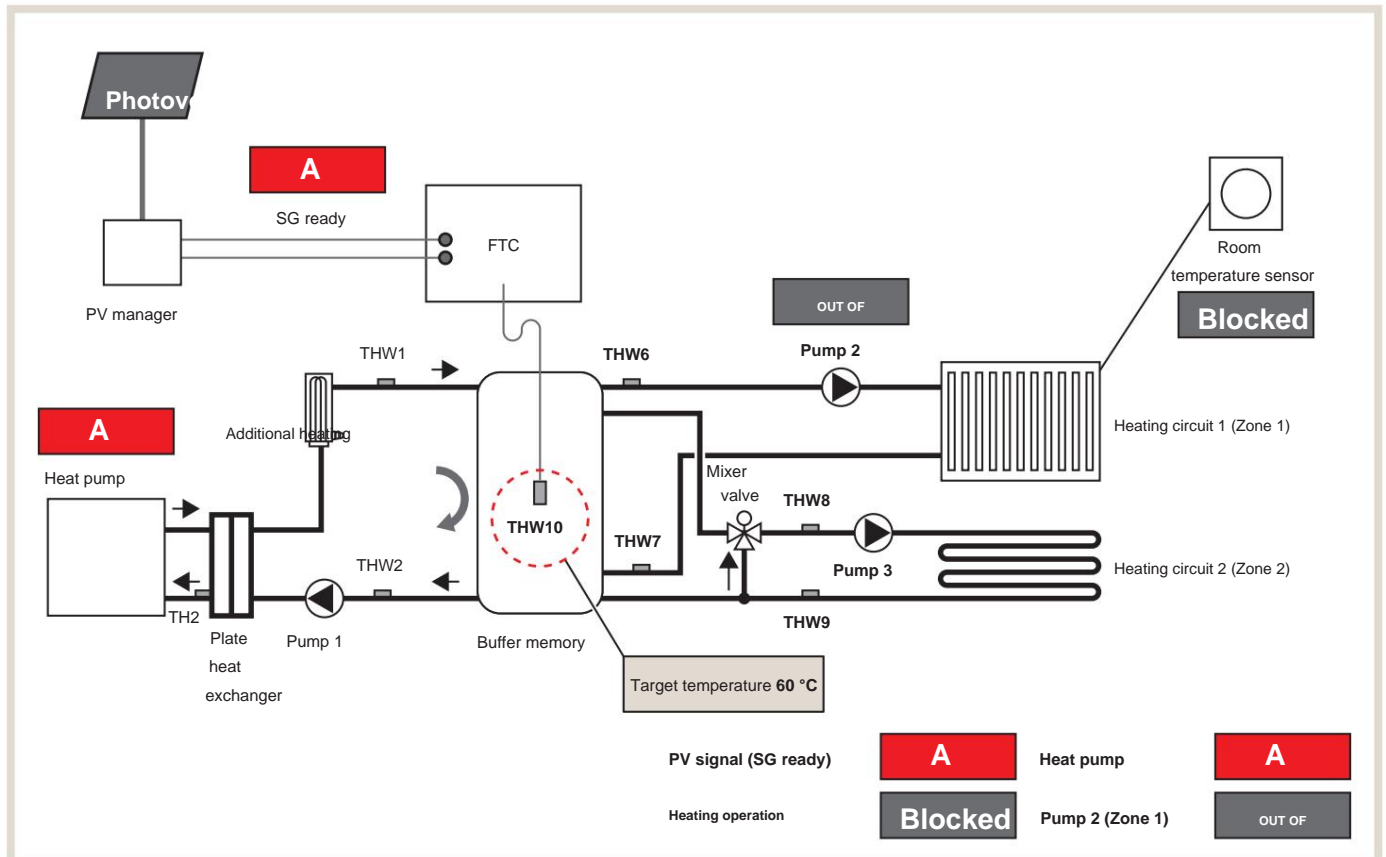 Photovo
A
SG ready
FTC
PV manager
Room
temperature sensor
Blocked
OUT OF
Pump 2
THW1
THW6
A
Additional heating
Heating circuit 1 (Zone 1)
Heat pump
Mixer
valve
THW8
THW10
THW7
Pump 3
Heating circuit 2 (Zone 2)
THW2
TH2
THW9
Plate
heat
exchanger
Pump 1
Buffer memory
Target temperature 60 °C
PV signal (SG ready)
A
Heat pump
A
Heating operation
Blocked
Pump 2 (Zone 1)
OUT OF